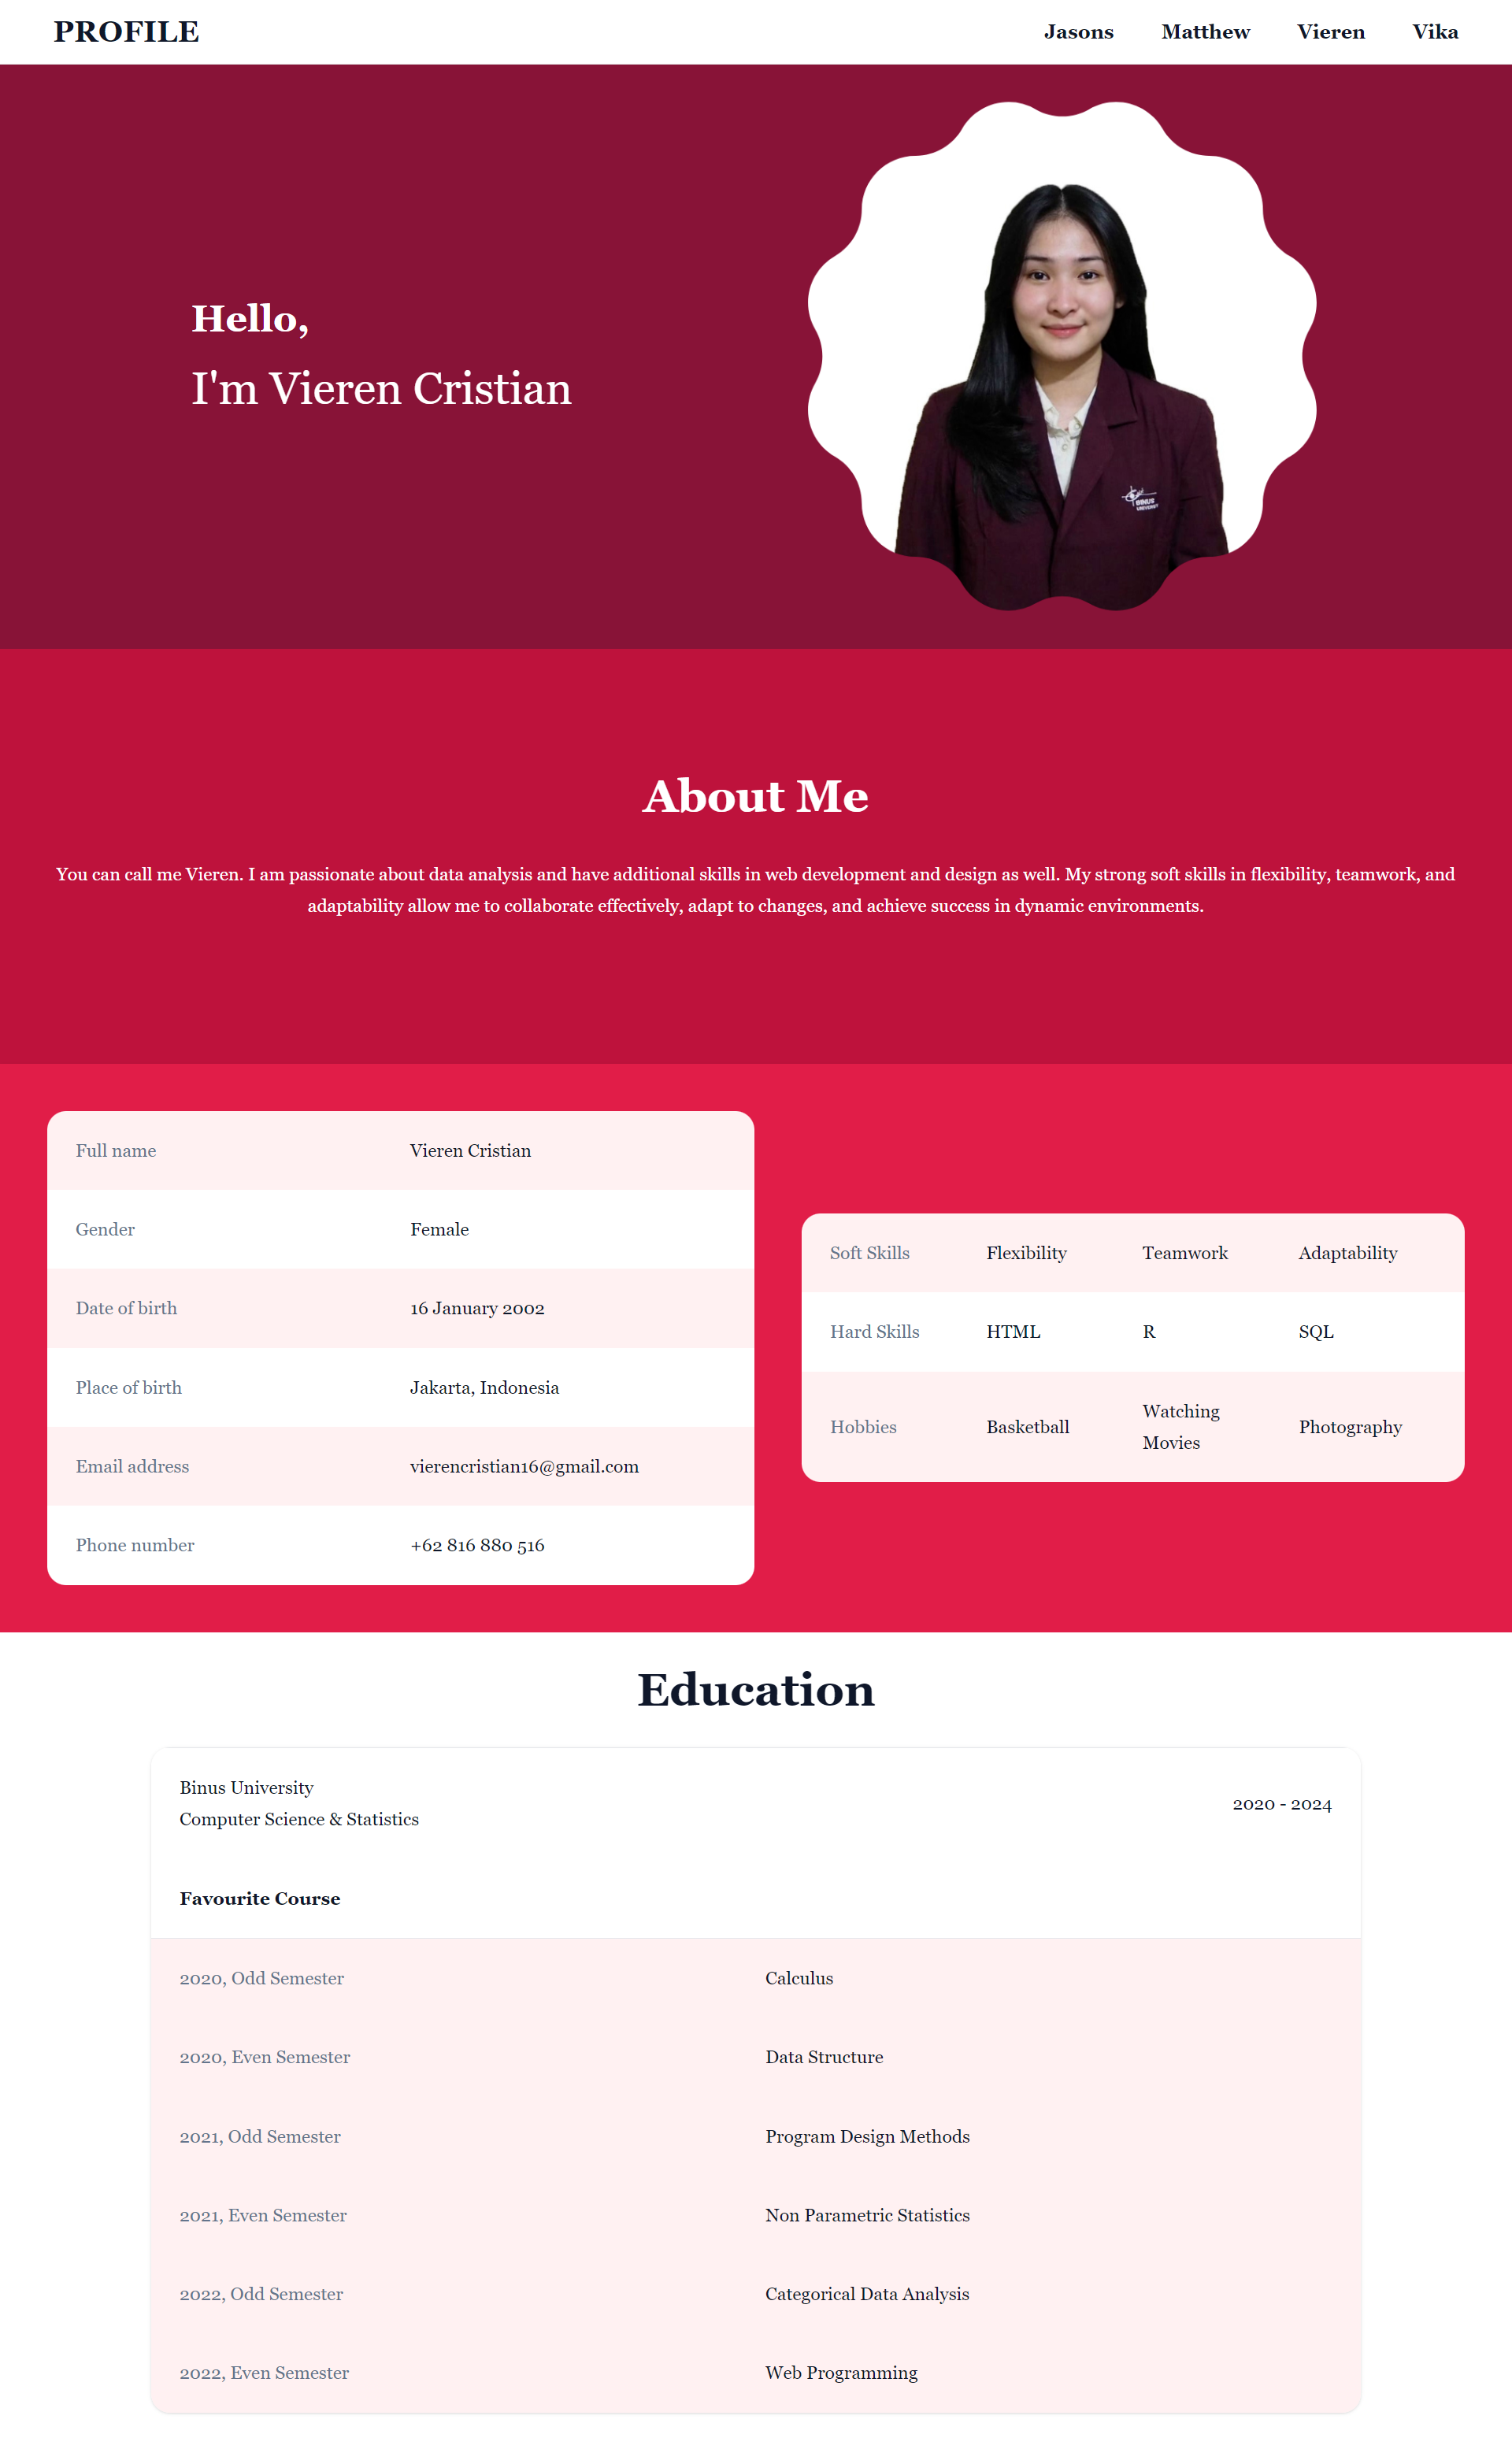 PROFILE Jasons Matthew Vieren Vika
Hello,
I'm Vieren Cristian
BINUS
UNIVERSITY
About Me
You can call me Vieren. I am passionate about data analysis and have additional skills in web development and design as well. My strong soft skills in flexibility, teamwork, and
adaptability allow me to collaborate effectively, adapt to changes, and achieve success in dynamic environments.
Full name Vieren Cristian
Gender Female
Date of birth 16 January 2002
Place of birth Jakarta, Indonesia
Email address vierencristian16@gmail.com
Phone number +62 816 880 516
Soft Skills Flexibility Teamwork Adaptability
Hard Skills HTML R SQL
Hobbies Basketball Watching Movies Photography
Education
Binus University
Computer Science & Statistics
2020 - 2024
Favourite Course
2020, Odd Semester Calculus
2020, Even Semester Data Structure
2021, Odd Semester Program Design Methods
2021, Even Semester Non Parametric Statistics
2022, Odd Semester Categorical Data Analysis
2022, Even Semester Web Programming